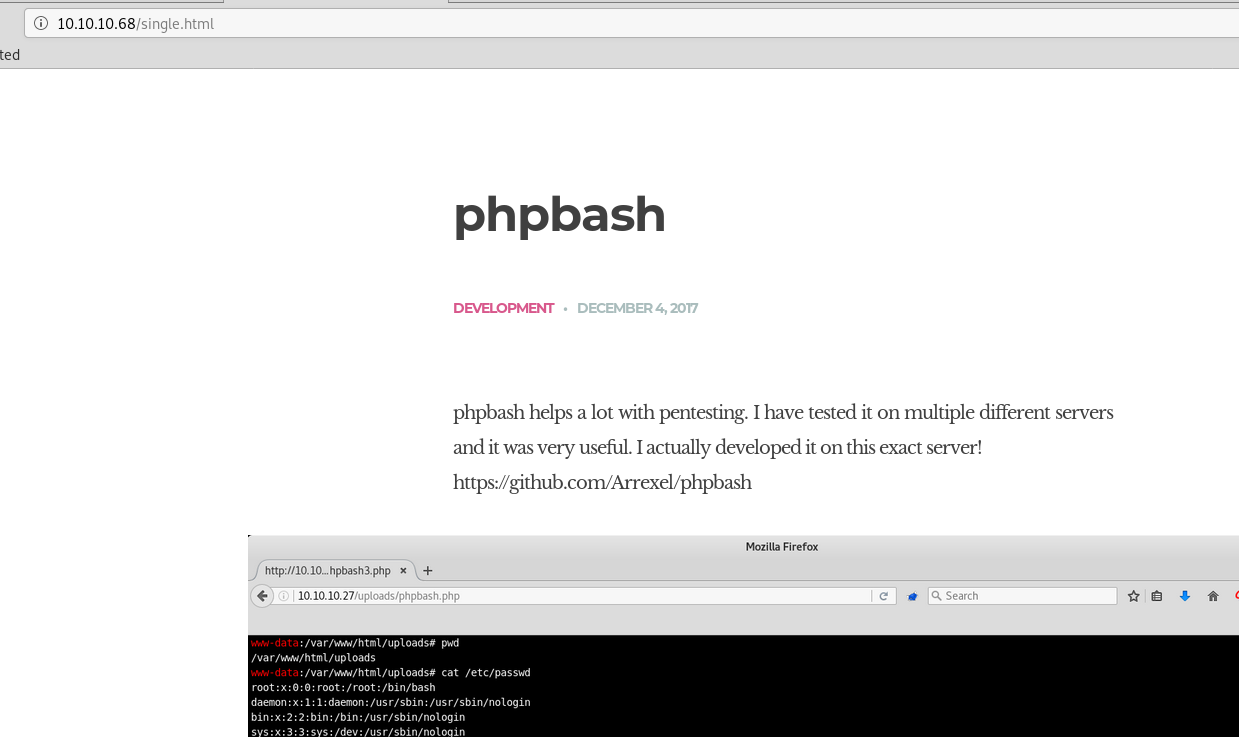 10.10.10.68/single.html
ted
phpbash
DEVELOPMENT • DECEMBER 4, 2017
phpbash helps a lot with pentesting. I have tested it on multiple different servers
and it was very useful. I actually developed it on this exact server!
https://github.com/Arrexel/phpbash
Mozilla Firefox
http://10.10...hpbash3.php × +
10.10.10.27/uploads/phpbash.php Search
www-data:/var/www/html/uploads# pwd
/var/www/html/uploads
www-data:/var/www/html/uploads# cat /etc/passwd
root:x:0:0:root:/root:/bin/bash
daemon:x:1:1:daemon:/usr/sbin:/usr/sbin/nologin
bin:x:2:2:bin:/bin:/usr/sbin/nologin
sys:x:3:3:sys:/dev:/usr/sbin/nologin